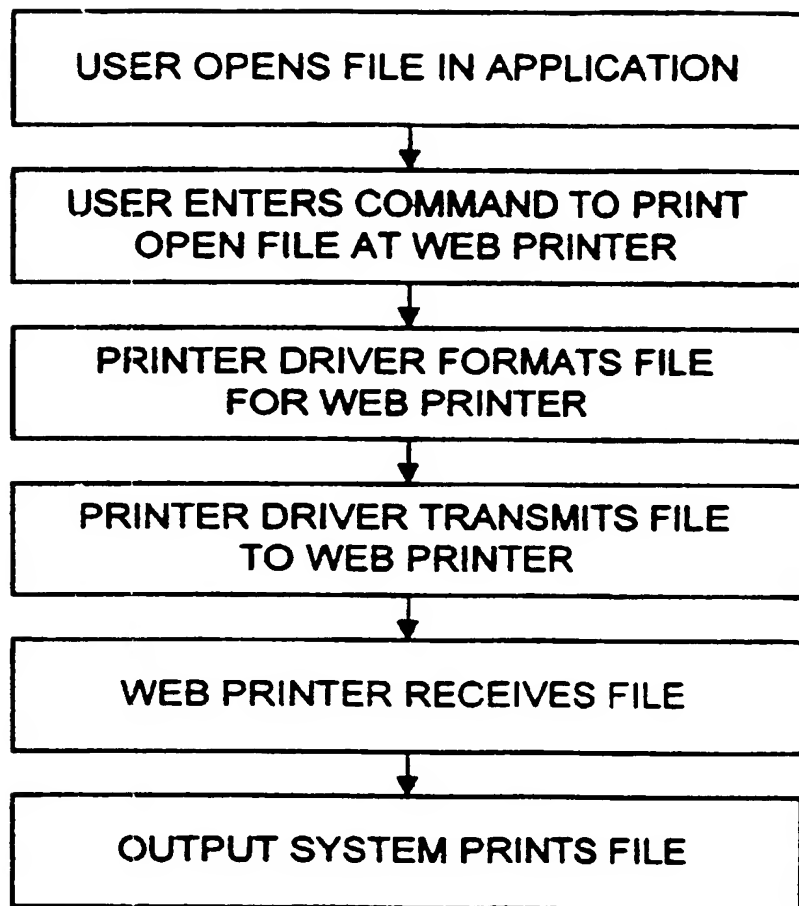 USER OPENS FILE IN APPLICATION
USER ENTERS COMMAND TO PRINT
OPEN FILE AT WEB PRINTER
PRINTER DRIVER FORMATS FILE
FOR WEB PRINTER
PRINTER DRIVER TRANSMITS FILE
TO WEB PRINTER
WEB PRINTER RECEIVES FILE
OUTPUT SYSTEM PRINTS FILE